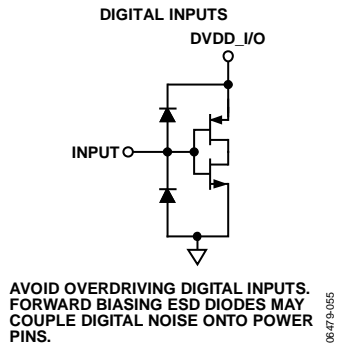 DIGITAL INPUTS
DVDD_I/O
INPUT
AVOID OVERDRIVING DIGITAL INPUTS.
FORWARD BIASING ESD DIODES MAY
COUPLE DIGITAL NOISE ONTO POWER
PINS.
06479-055